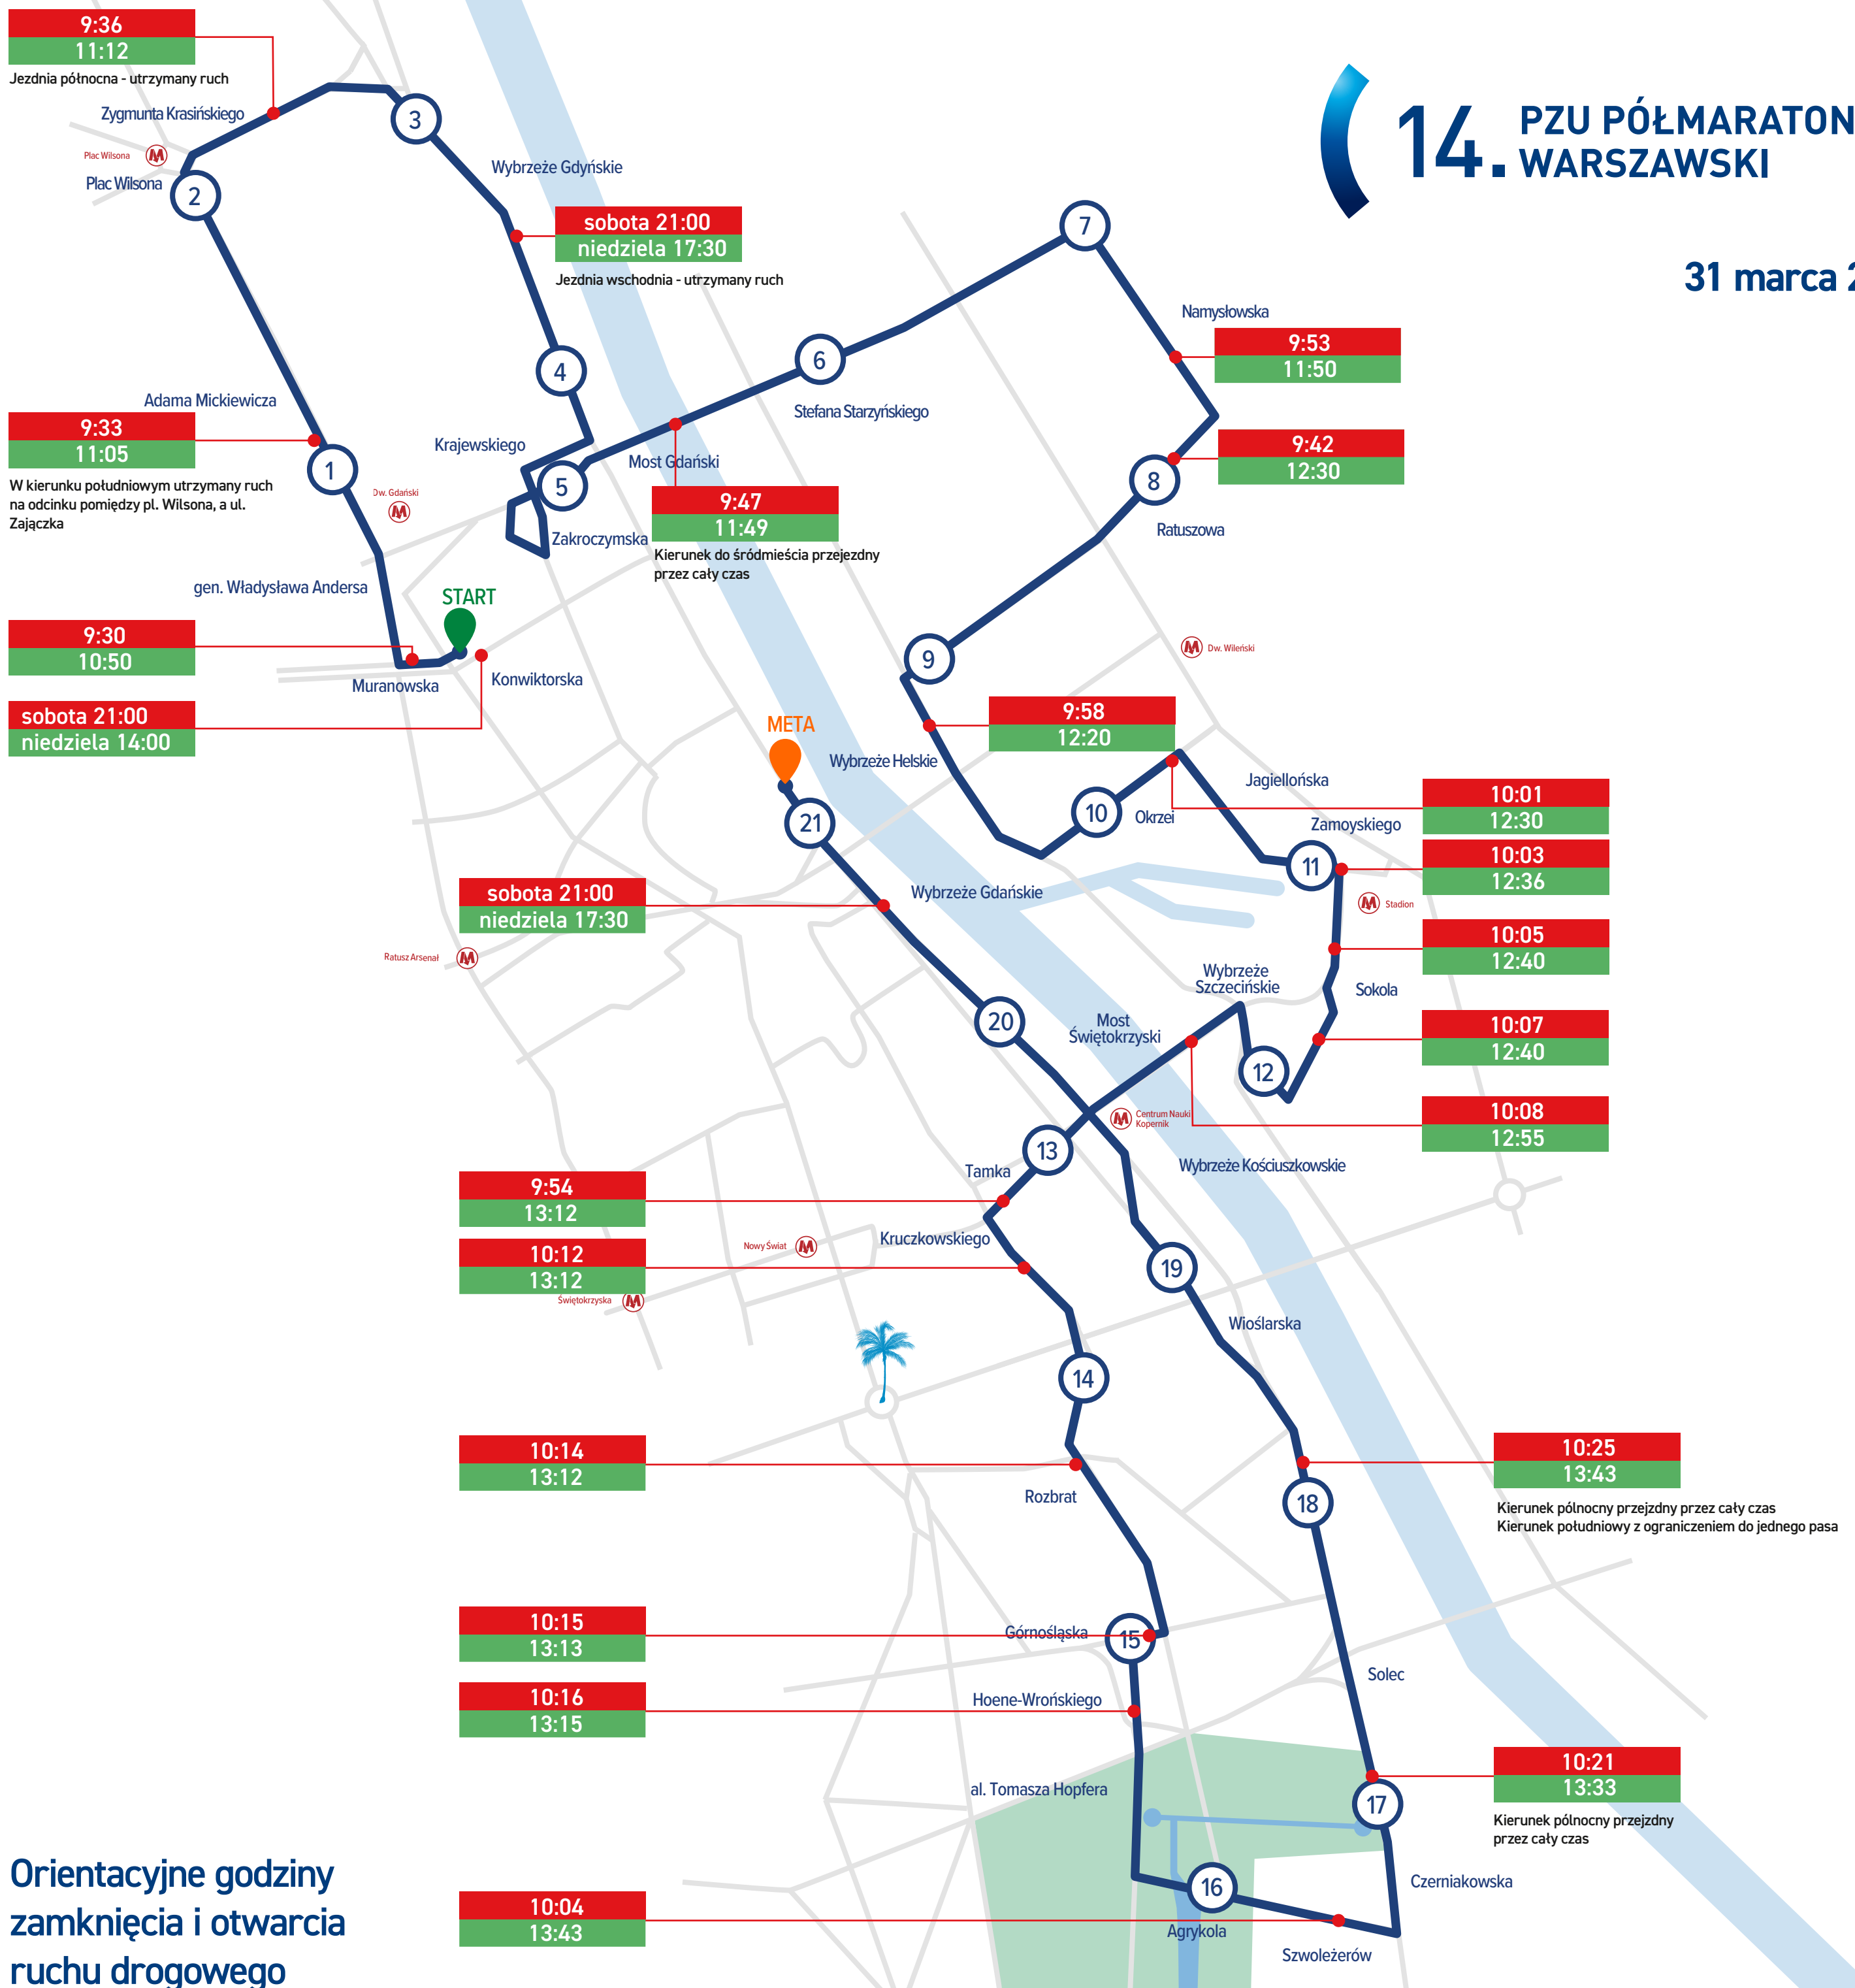 9:36
11:12
Jezdnia północna - utrzymany ruch
Zygmunta Krasińskiego
Plac Wilsona
Plac Wilsona
2
3
Wybrzeże Gdyńskie
sobota 21:00
niedziela 17:30
Jezdnia wschodnia - utrzymany ruch
14. PZU PÓŁMARATON
WARSZAWSKI
31 marca 2
7
Namysłowska
9:53
11:50
6
Stefana Starzyńskiego
4
Adama Mickiewicza
9:33
11:05
W kierunku południowym utrzymany ruch
na odcinku pomiędzy pl. Wilsona, a ul.
Zajączka
1
Krajewskiego
Dw. Gdański
5
Most Gdański
9:47
11:49
Kierunek do śródmieścia przejezdny
przez cały czas
Zakroczymska
9:42
12:30
8
Ratuszowa
gen. Władysława Andersa
START
9:30
10:50
Muranowska
Konwiktorska
sobota 21:00
niedziela 14:00
9
Dw. Wileński
META
Wybrzeże Helskie
9:58
12:20
21
10
Okrzei
Jagiellońska
Zamoyskiego
10:01
12:30
11
10:03
12:36
Stadion
sobota 21:00
niedziela 17:30
Wybrzeże Gdańskie
Ratusz Arsenał
10:05
12:40
Wybrzeże
Szczecińskie
Sokola
20
Most
Świętokrzyski
10:07
12:40
12
Centrum Nauki
Kopernik
10:08
12:55
13
Tamka
Wybrzeże Kościuszkowskie
9:54
13:12
Kruczkowskiego
Nowy Świat
10:12
13:12
Świętokrzyska
19
Wioślarska
14
10:14
13:12
Rozbrat
10:25
13:43
18
Kierunek pólnocny przejzdny przez cały czas
Kierunek południowy z ograniczeniem do jednego pasa
10:15
13:13
Górnośląska
15
Solec
10:16
13:15
Hoene-Wrońskiego
al. Tomasza Hopfera
10:21
13:33
17
Kierunek pólnocny przejzdny
przez cały czas
Czerniakowska
16
Agrykola
Szwoleżerów
10:04
13:43
Orientacyjne godziny
zamknięcia i otwarcia
ruchu drogowego